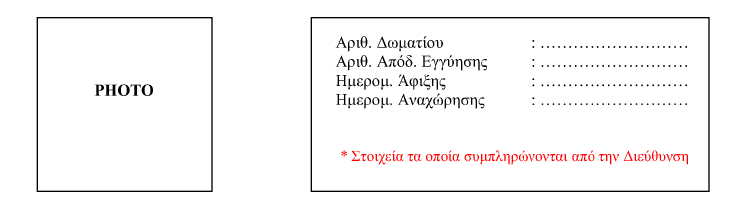 PHOTO
Αριθ. Δωματίου : ...........................
Αριθ. Απόδ. Εγγύησης : ...........................
Ημερομ. Άφιξης : ...........................
Ημερομ. Αναχώρησης : ...........................
* Στοιχεία τα οποία συμπληρώνονται από την Διεύθυνση